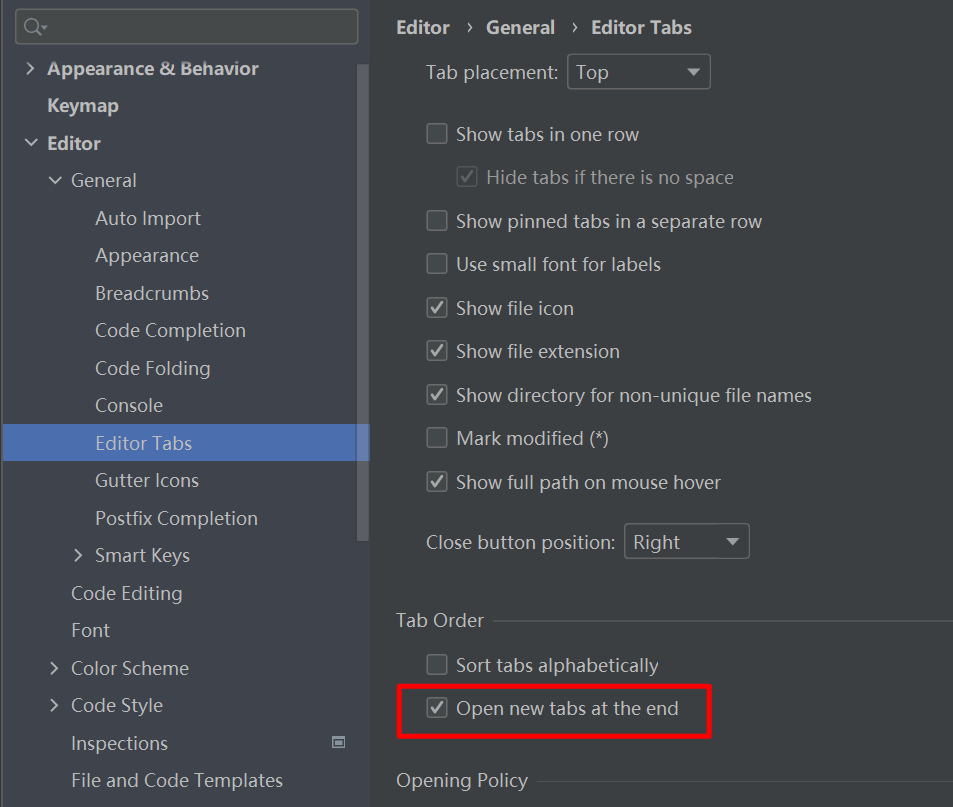 Appearance & Behavior
Keymap
Editor
General
Auto Import
Appearance
Breadcrumbs
Code Completion
Code Folding
Console
Editor Tabs
Gutter Icons
Postfix Completion
Smart Keys
Code Editing
Font
Color Scheme
Code Style
Inspections
File and Code Templates
Editor › General › Editor Tabs
Tab placement: Top
Show tabs in one row
Hide tabs if there is no space
Show pinned tabs in a separate row
Use small font for labels
Show file icon
Show file extension
Show directory for non-unique file names
Mark modified (*)
Show full path on mouse hover
Close button position: Right
Tab Order
Sort tabs alphabetically
Open new tabs at the end
Opening Policy